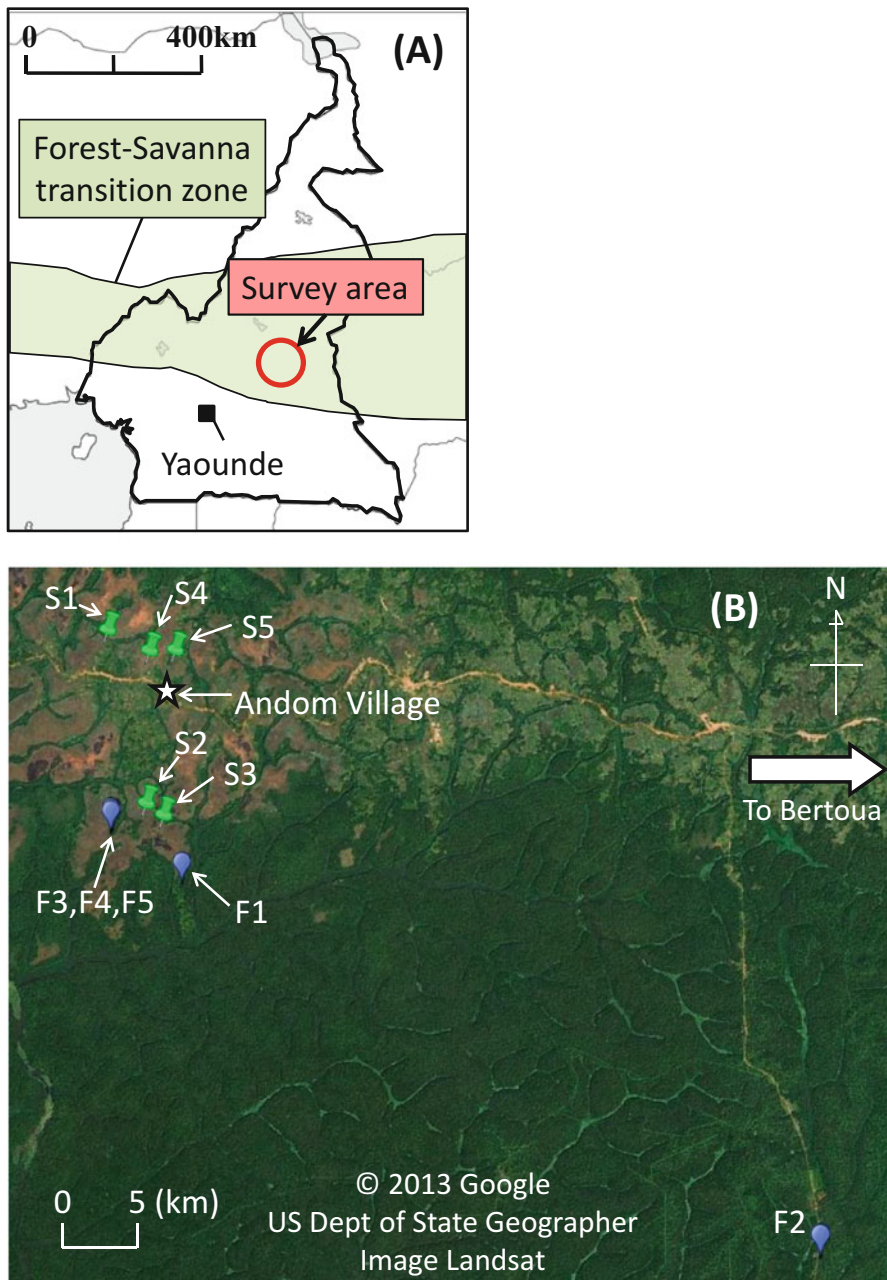 0 400km
(A)
Forest-Savanna
transition zone
Survey area
Yaounde
S1
S4
S5
(B)
N
Andom Village
S2
S3
To Bertoua
F3,F4,F5
F1
F2
0 5 (km)
© 2013 Google
US Dept of State Geographer
Image Landsat